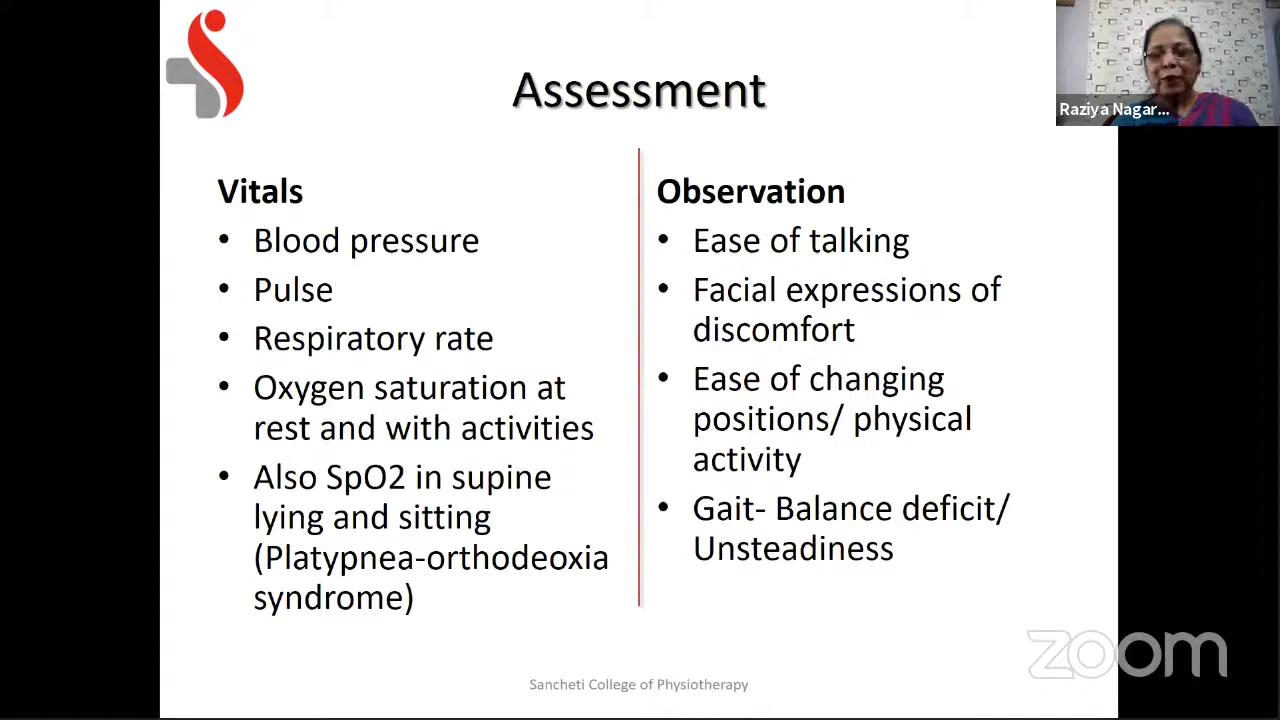 Assessment
Raziya Nagar...
Vitals
• Blood pressure
• Pulse
• Respiratory rate
• Oxygen saturation at
rest and with activities
• Also SpO2 in supine
lying and sitting
(Platypnea-orthodeoxia
syndrome)
Observation
• Ease of talking
• Facial expressions of
discomfort
• Ease of changing
positions/ physical
activity
• Gait- Balance deficit/
Unsteadiness
zoom
Sancheti College of Physiotherapy